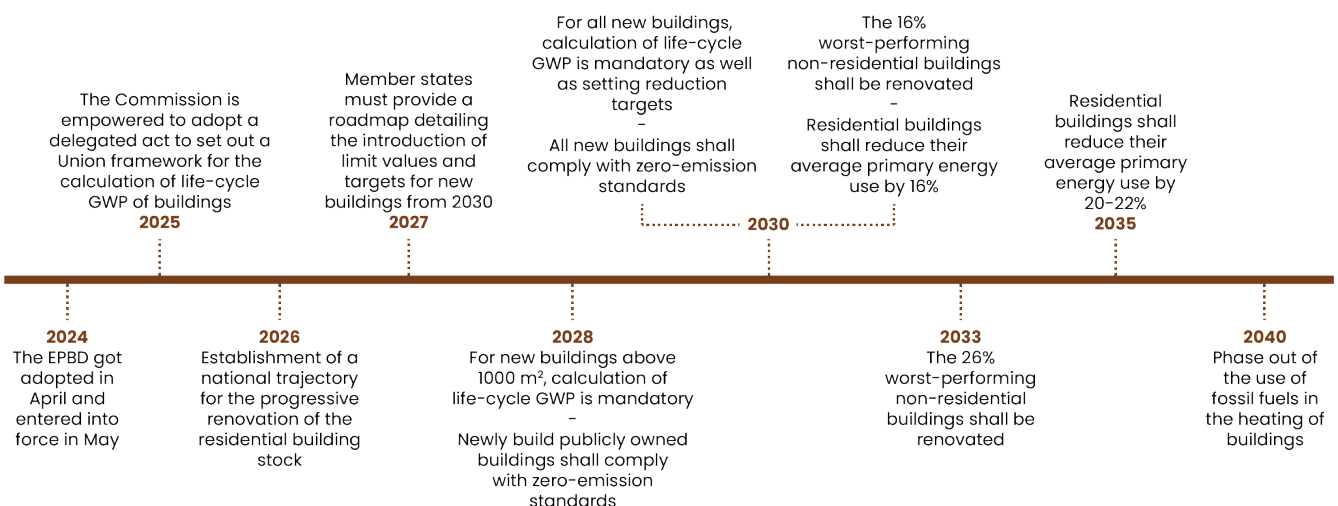 The Commission is
empowered to adopt a
delegated act to set out a
Union framework for the
calculation of life-cycle
GWP of buildings
2025
Member states
must provide a
roadmap detailing
the introduction of
limit values and
targets for new
buildings from 2030
2027
For all new buildings,
calculation of life-cycle
GWP is mandatory as well
as setting reduction
targets
-
All new buildings shall
comply with zero-emission
standards
The 16%
worst-performing
non-residential buildings
shall be renovated
-
Residential buildings
shall reduce their
average primary energy
use by 16%
2030
Residential
buildings shall
reduce their
average primary
energy use by
20-22%
2035
2024
The EPBD got
adopted in
April and
entered into
force in May
2026
Establishment of a
national trajectory
for the progressive
renovation of the
residential building
stock
2028
For new buildings above
1000 m², calculation of
life-cycle GWP is mandatory
-
Newly build publicly owned
buildings shall comply
with zero-emission
standards
2033
The 26%
worst-performing
non-residential
buildings shall be
renovated
2040
Phase out of
the use of
fossil fuels in
the heating of
buildings